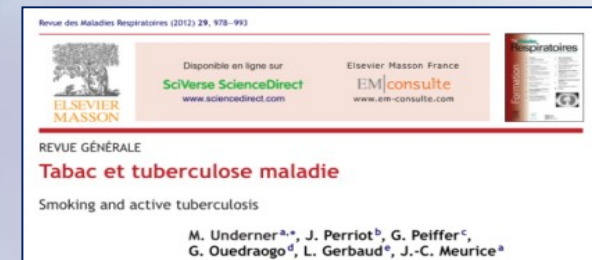 Revue des Maladies Respiratoires (2012) 29, 978—993
Disponible en ligne sur
SciVerse ScienceDirect
www.sciencedirect.com
Elsevier Masson France
EM|consulte
www.em-consulte.com
ELSEVIER
MASSON
Respiratoires
Formation
REVUE GÉNÉRALE
Tabac et tuberculose maladie
Smoking and active tuberculosis
M. Underner a,*, J. Perriot b, G. Peiffer c,
G. Ouedraogo d, L. Gerbaud e, J.-C. Meurice a